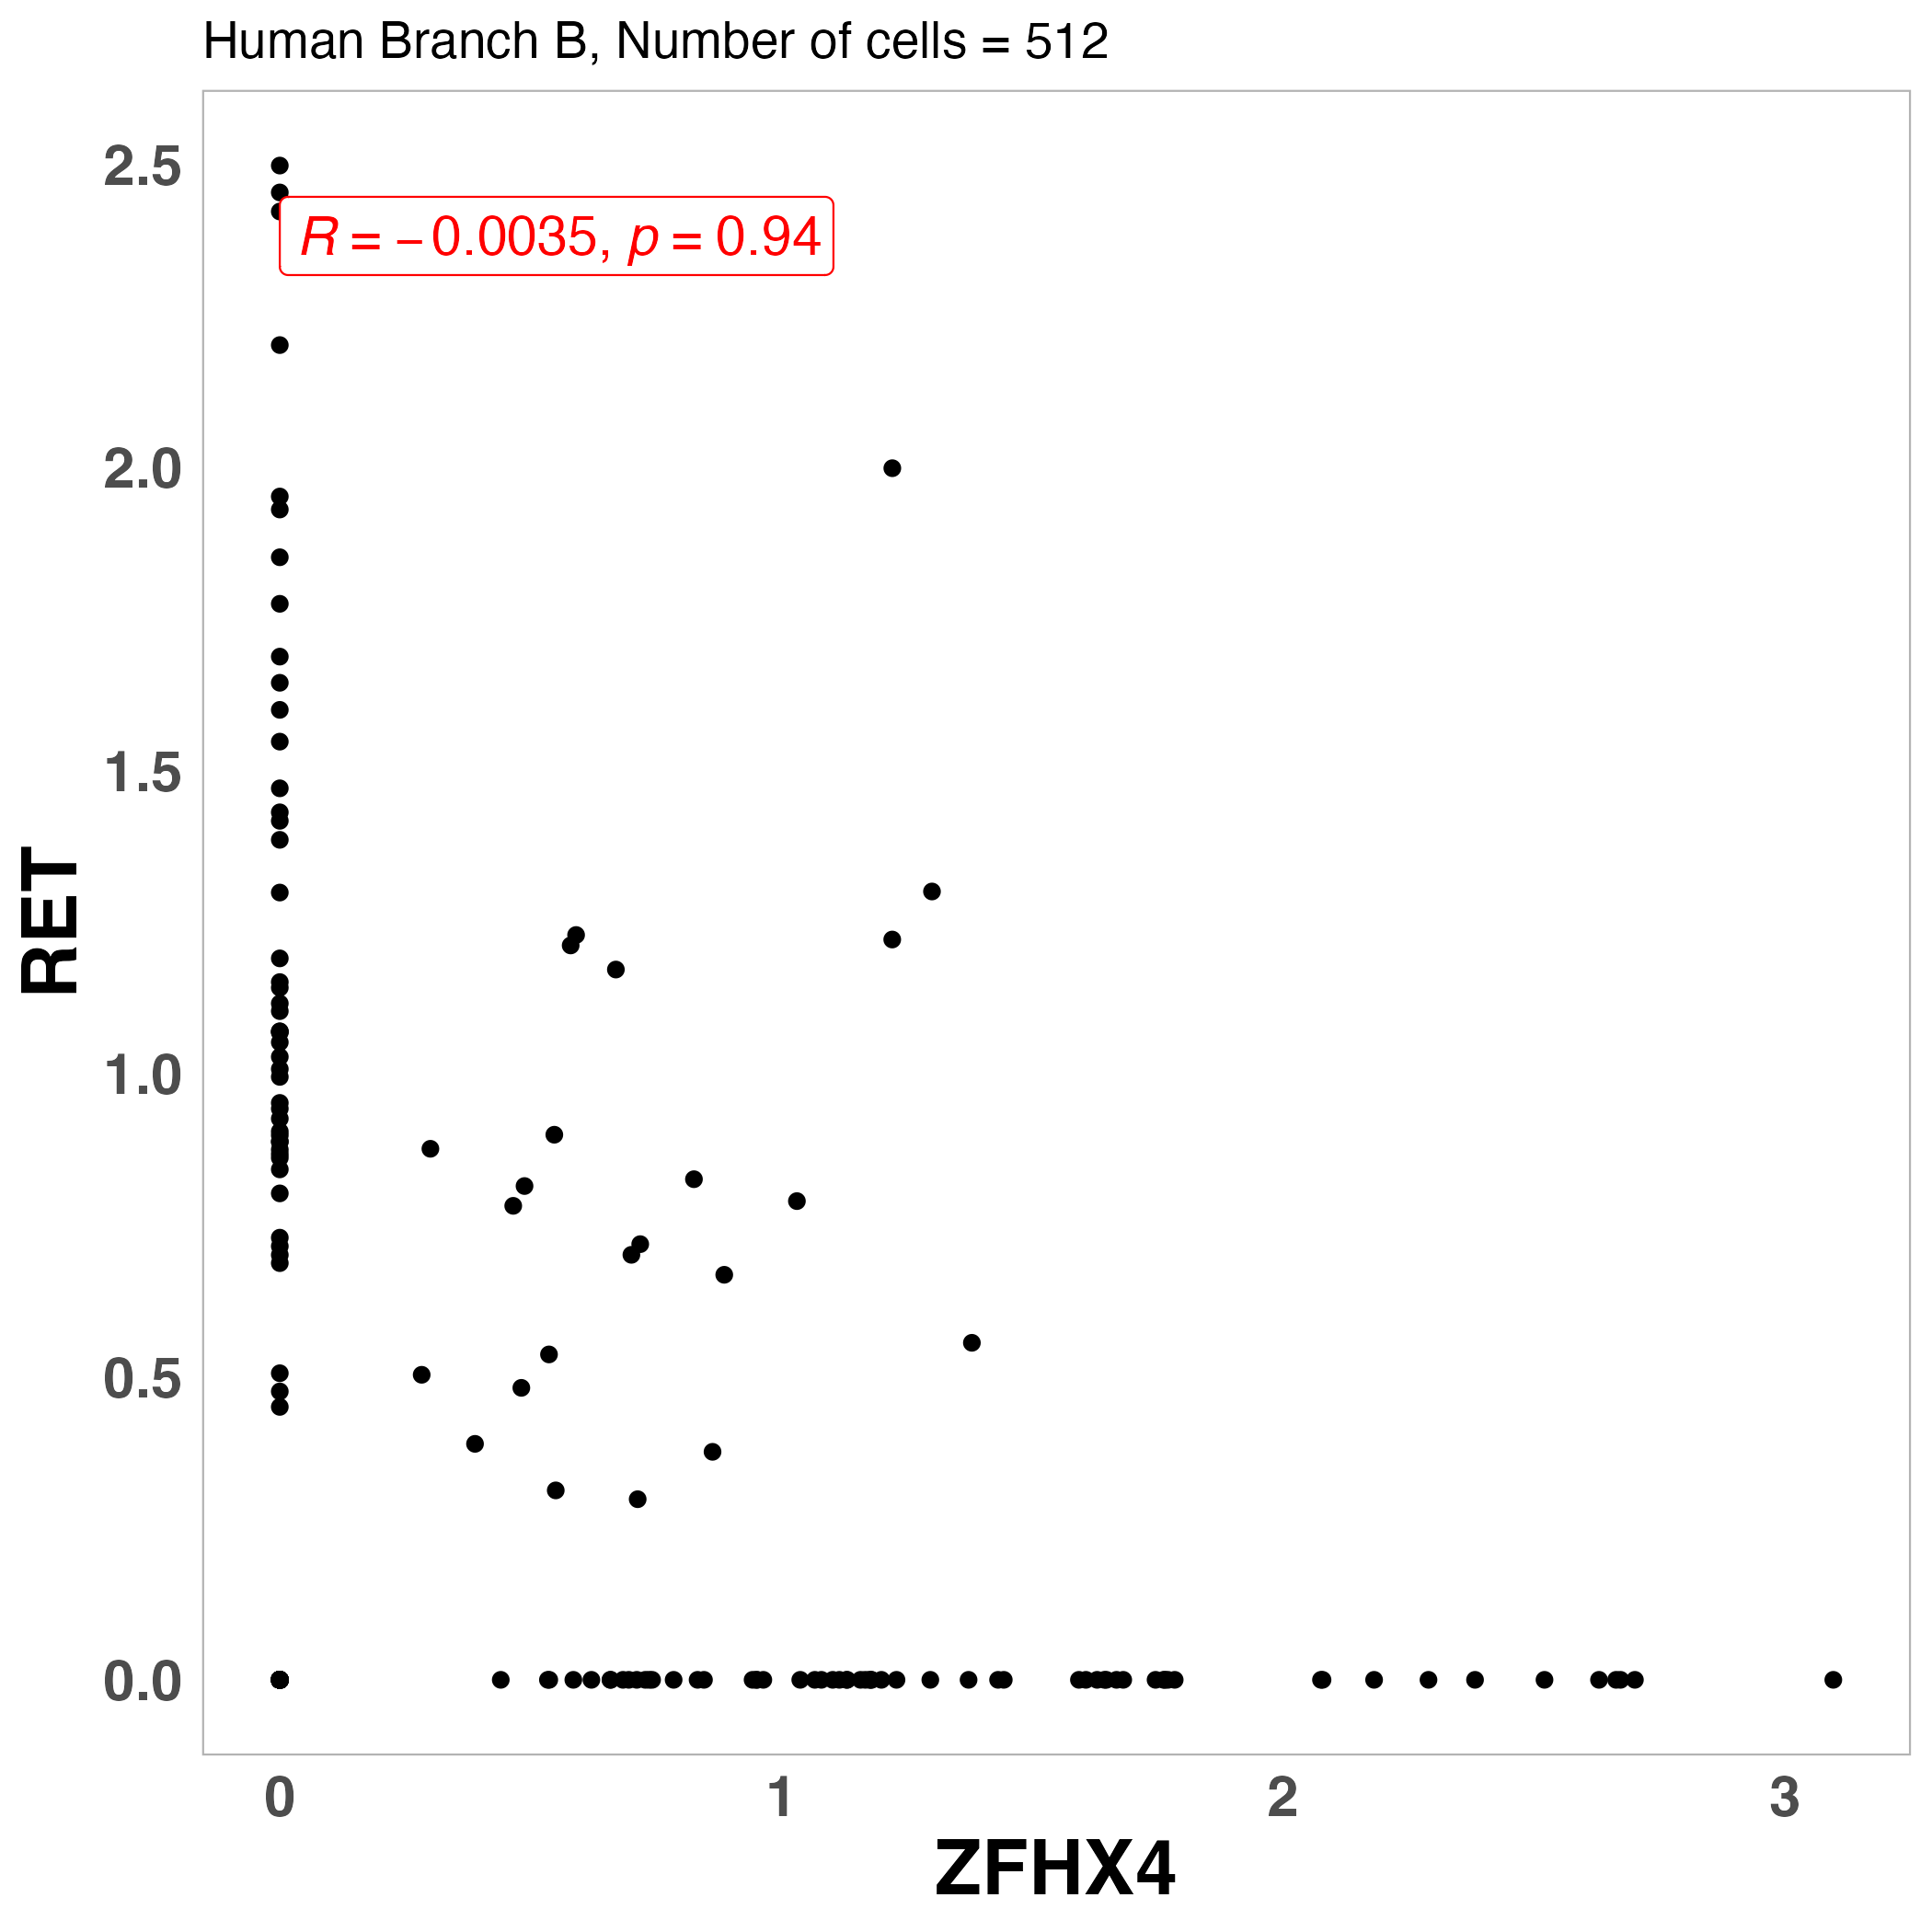 Human Branch B, Number of cells = 512
2.5
R = −0.0035, p = 0.94
2.0
1.5
RET
1.0
0.5
0.0
0 1 2 3
ZFHX4